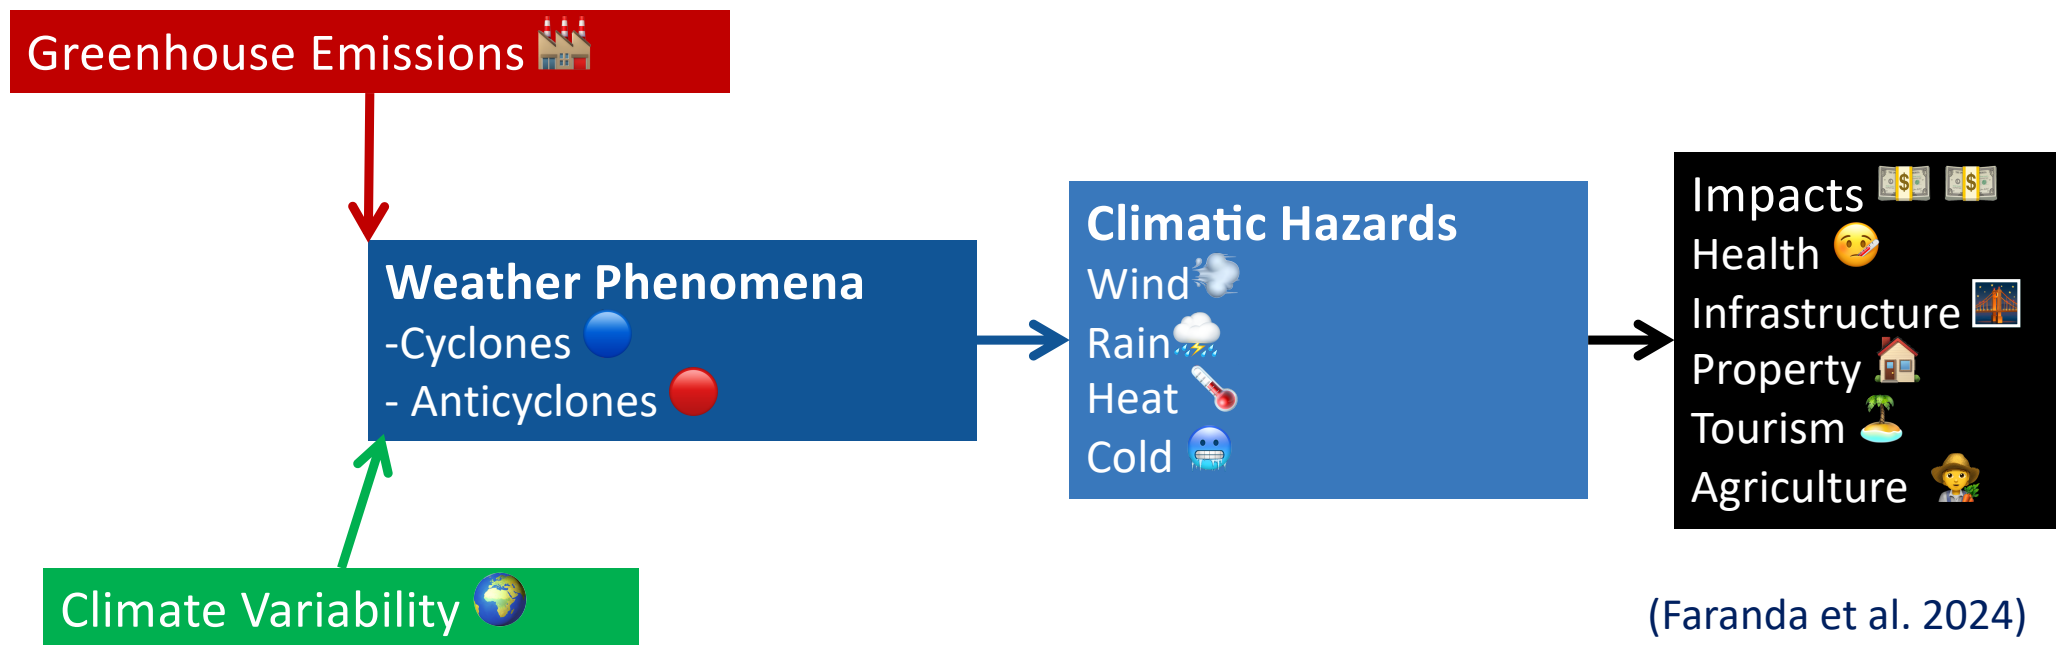 Greenhouse Emissions
Weather Phenomena
-Cyclones
- Anticyclones
Climate Variability
Climatic Hazards
Wind
Rain
Heat
Cold
Impacts
Health
Infrastructure
Property
Tourism
Agriculture
(Faranda et al. 2024)